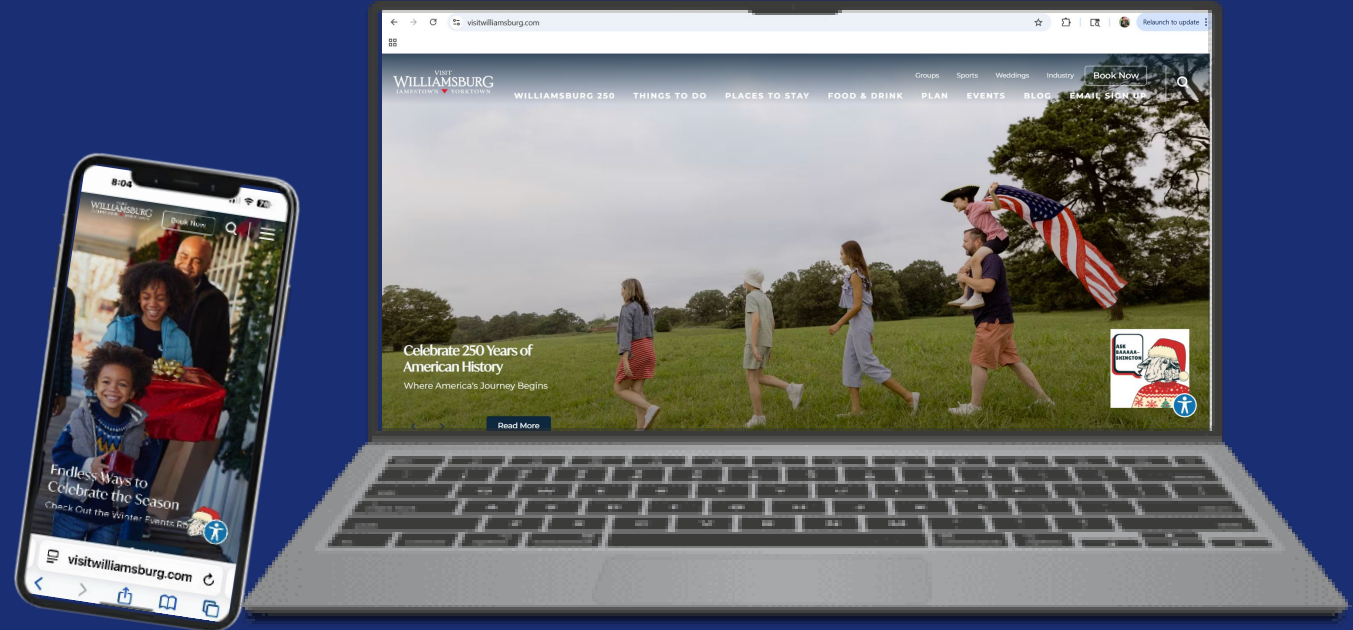 8:04
VISIT
WILLIAMSBURG
Book Now
Endless Ways to
Celebrate the Season
Check Out the Winter Events
visitwilliamsburg.com
visitwilliamsburg.com
Relaunch to update
VISIT
WILLIAMSBURG
JAMESTOWN YORKTOWN
Groups Sports Weddings Industry Book Now
WILLIAMSBURG 250 THINGS TO DO PLACES TO STAY FOOD & DRINK PLAN EVENTS BLOG EMAIL SIGN UP
Celebrate 250 Years of
American History
Where America's Journey Begins
Read More
ASK
BAAAAA-
SHINGTON